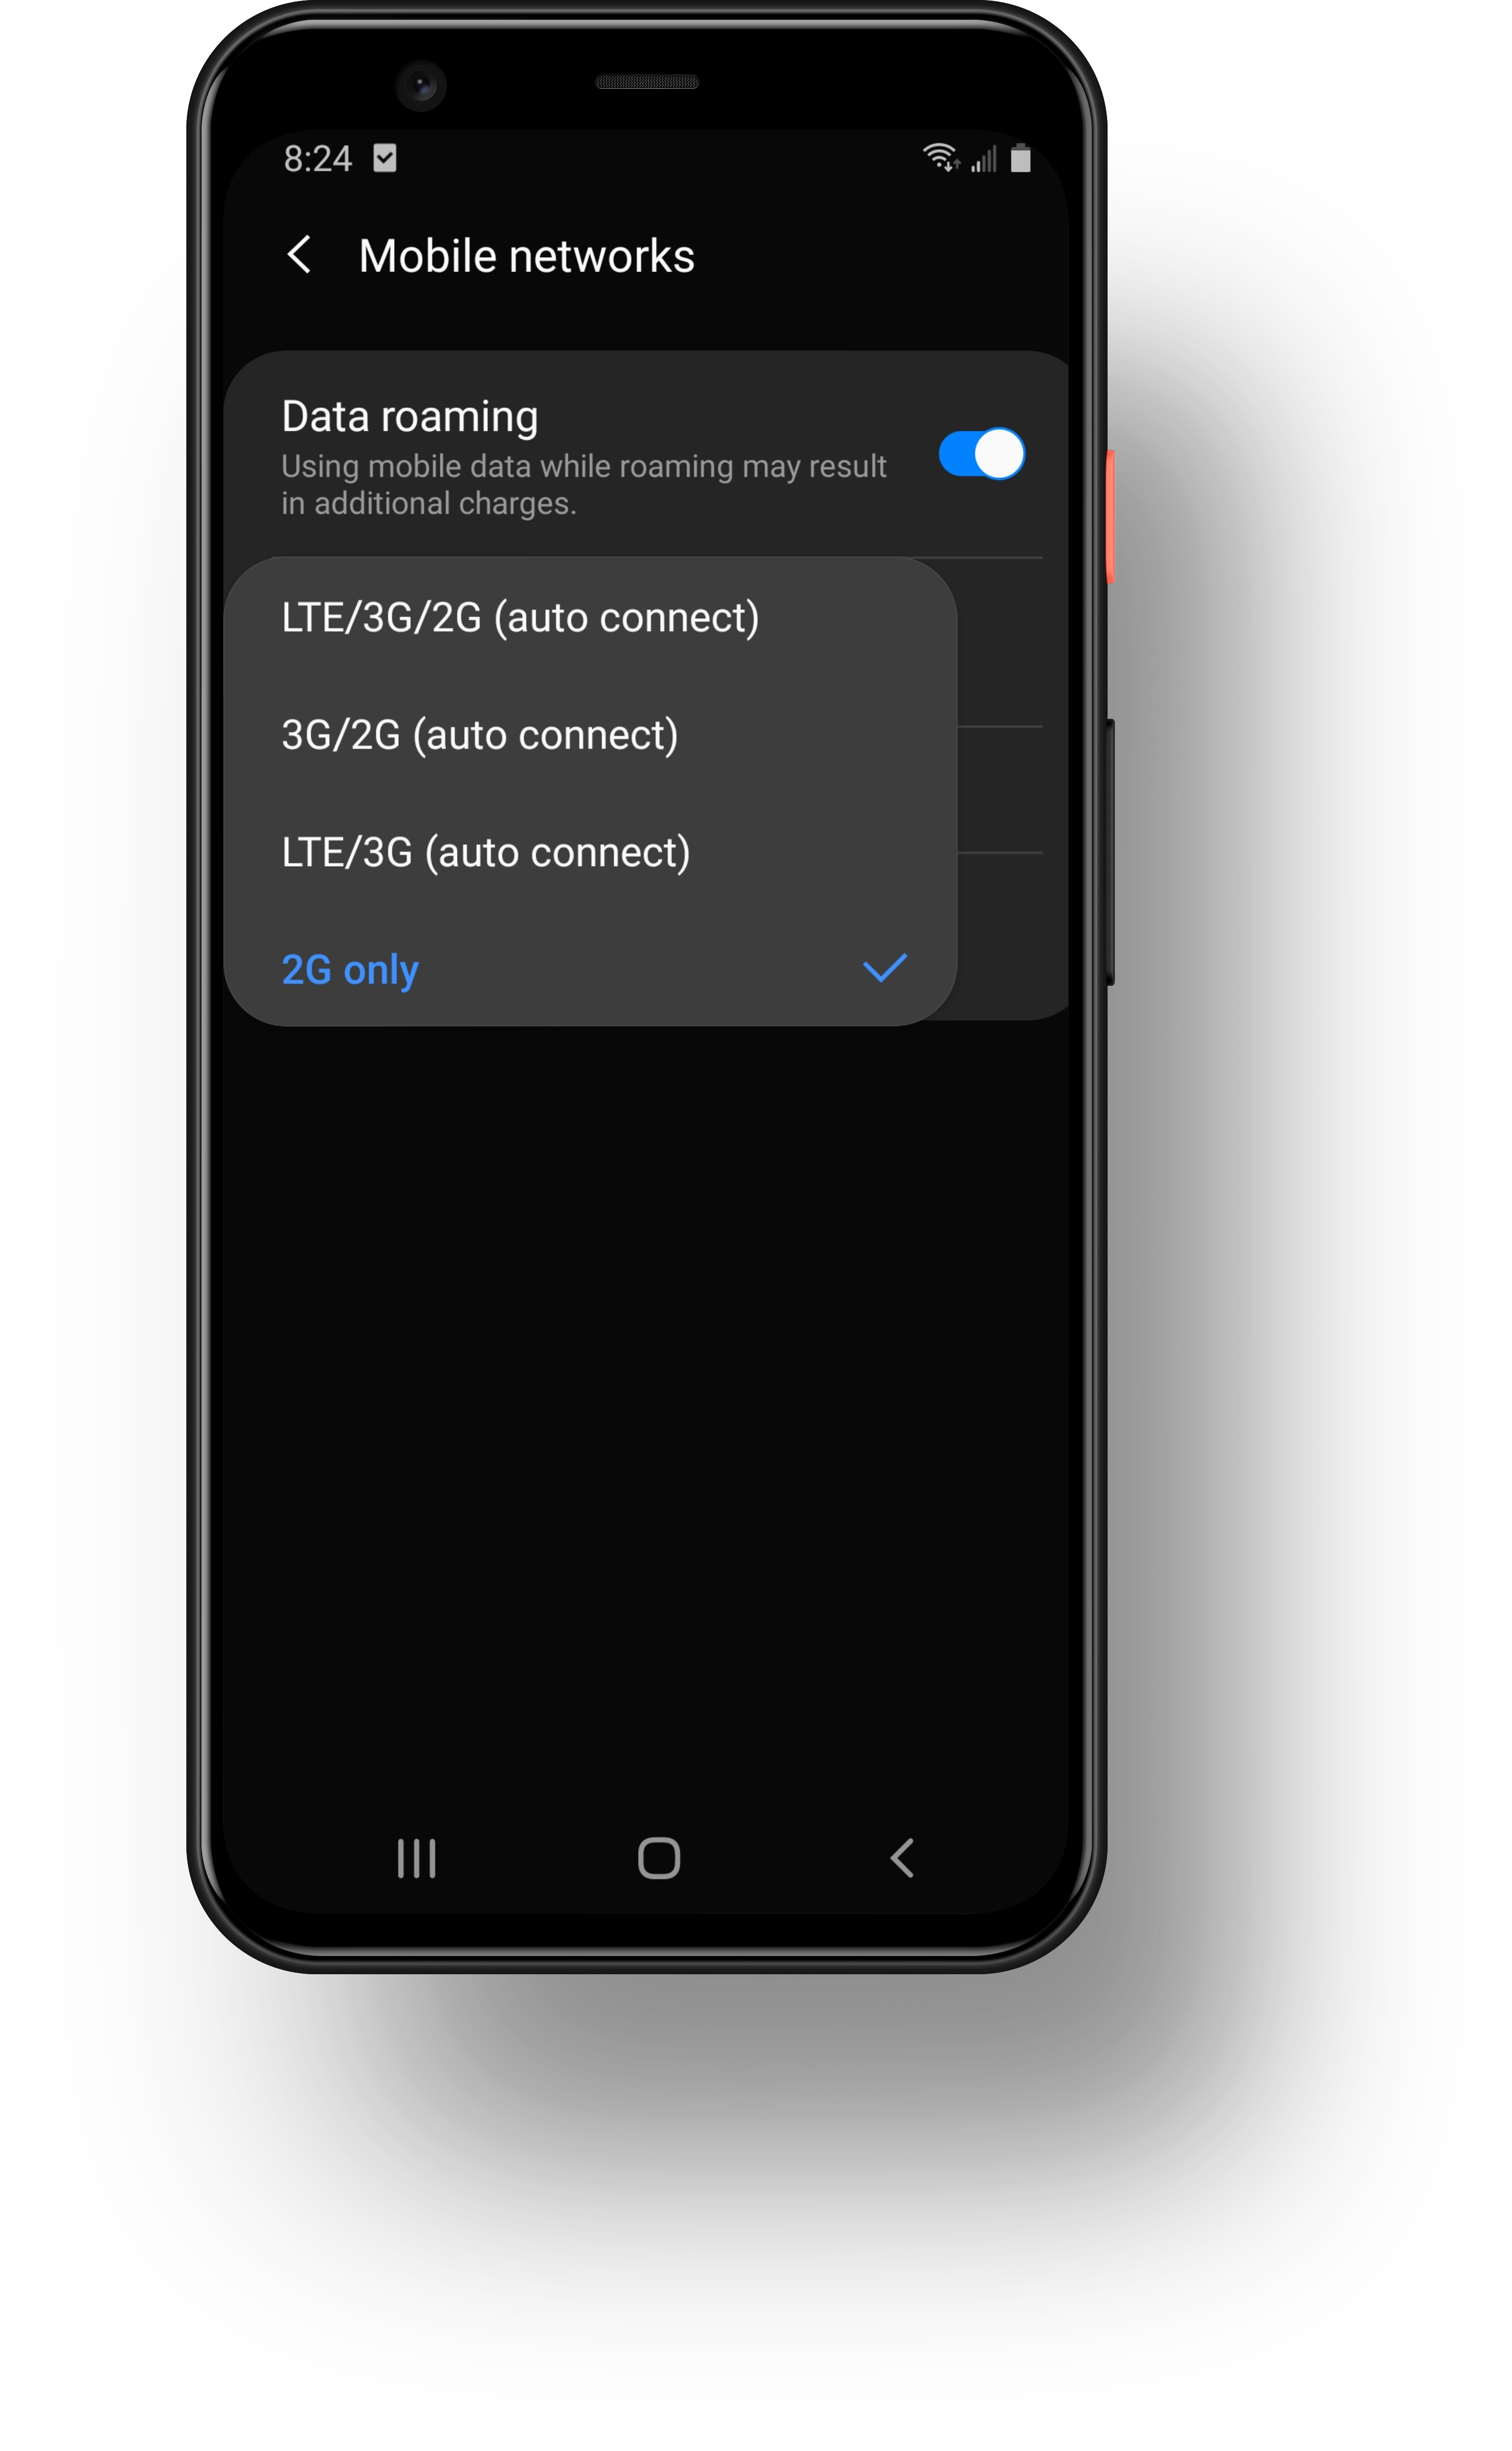 8:24
Mobile networks
Data roaming
Using mobile data while roaming may result
in additional charges.
LTE/3G/2G (auto connect)
3G/2G (auto connect)
LTE/3G (auto connect)
2G only